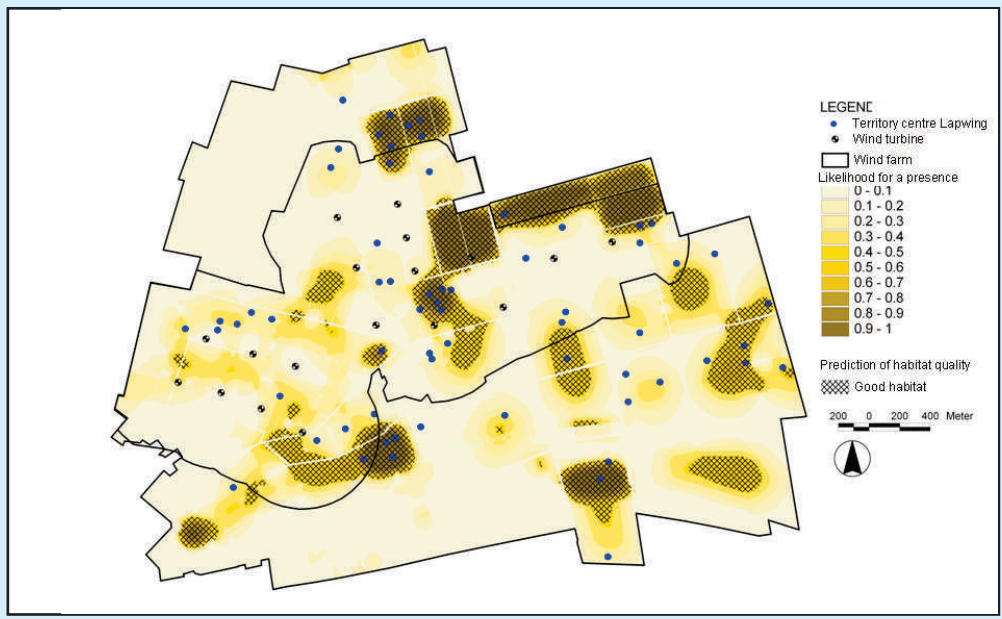 LEGEND
Territory centre Lapwing
Wind turbine
Wind farm
Likelihood for a presence
0 - 0.1
0.1 - 0.2
0.2 - 0.3
0.3 - 0.4
0.4 - 0.5
0.5 - 0.6
0.6 - 0.7
0.7 - 0.8
0.8 - 0.9
0.9 - 1
Prediction of habitat quality
Good habitat
200 0 200 400 Meter